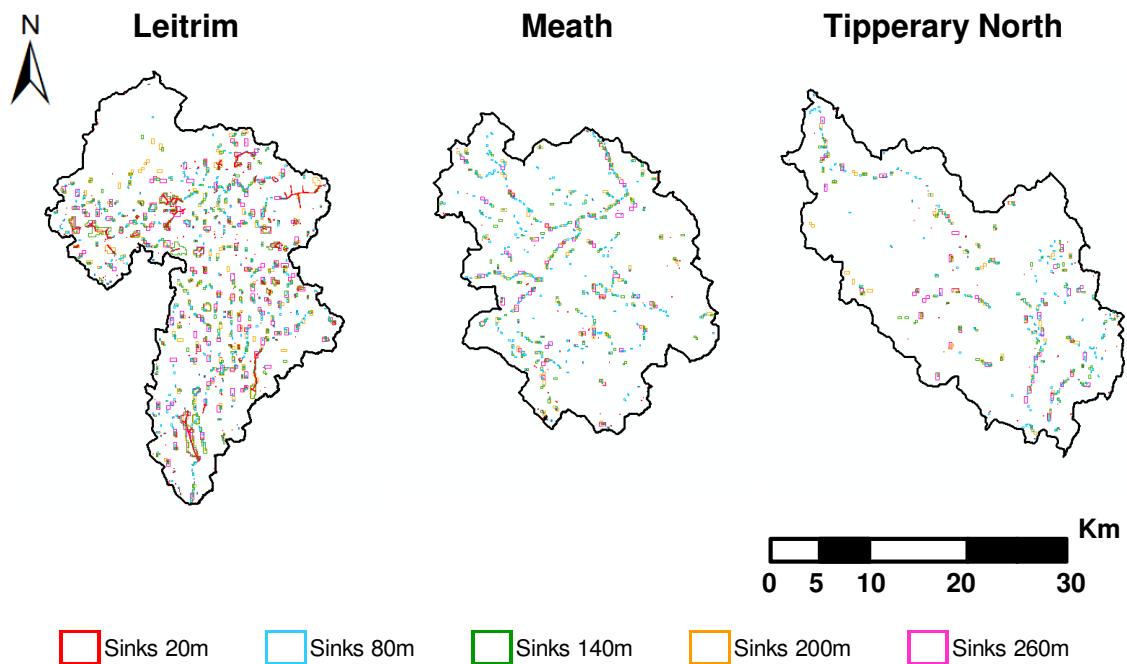 N
Leitrim
Meath
Tipperary North
Km
0 5 10 20 30
Sinks 20m
Sinks 80m
Sinks 140m
Sinks 200m
Sinks 260m